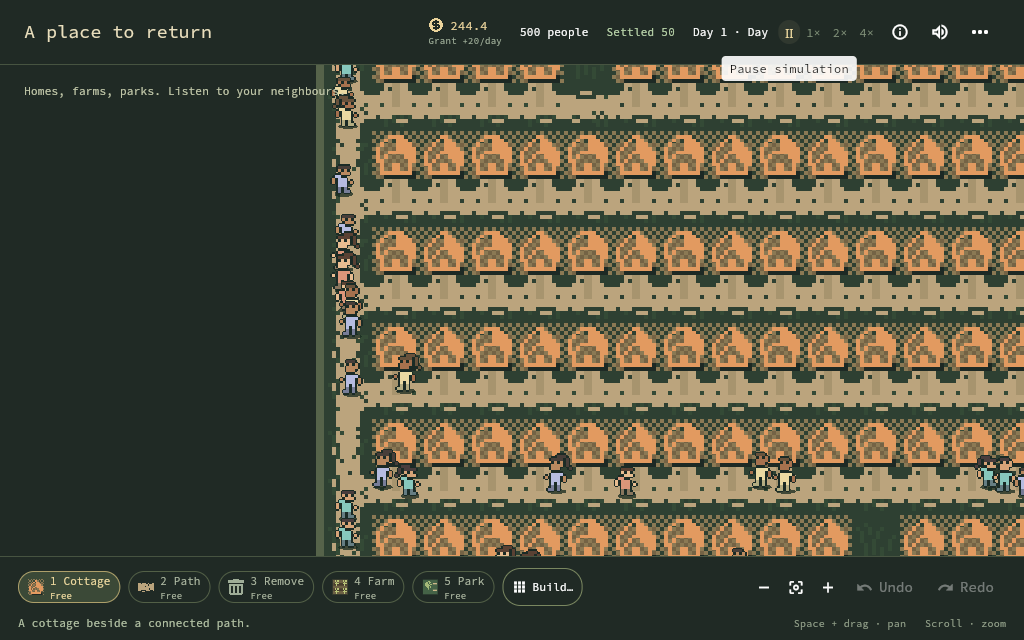 A place to return
244.4
Grant +20/day
500 people
Settled 50
Day 1 · Day
1×
2×
4×
Pause simulation
Homes, farms, parks. Listen to your neighbour
1 Cottage
Free
2 Path
Free
3 Remove
Free
4 Farm
Free
5 Park
Free
Build…
Undo
Redo
A cottage beside a connected path.
Space + drag · pan
Scroll · zoom